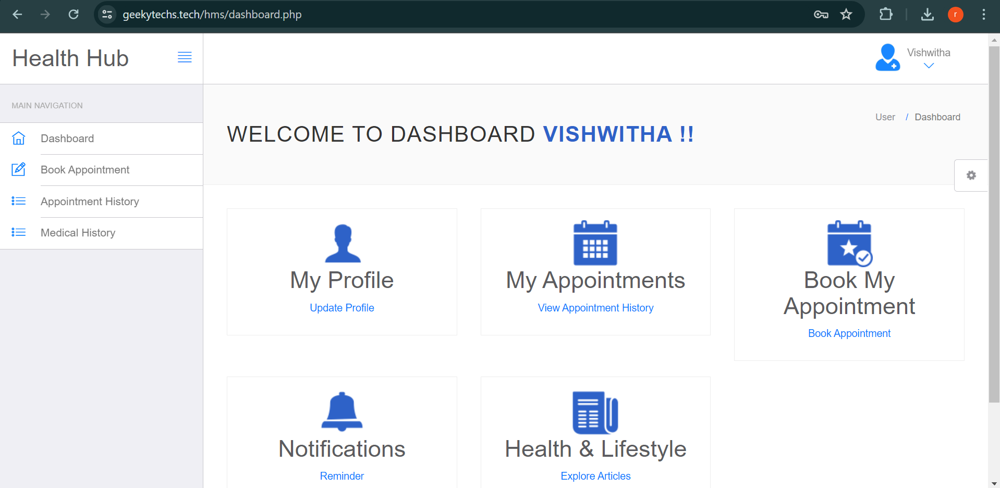 geekytechs.tech/hms/dashboard.php
r
Health Hub
Vishwitha
MAIN NAVIGATION
Dashboard
Book Appointment
Appointment History
Medical History
User / Dashboard
WELCOME TO DASHBOARD VISHWITHA !!
My Profile
Update Profile
My Appointments
View Appointment History
Book My
Appointment
Book Appointment
Notifications
Reminder
Health & Lifestyle
Explore Articles